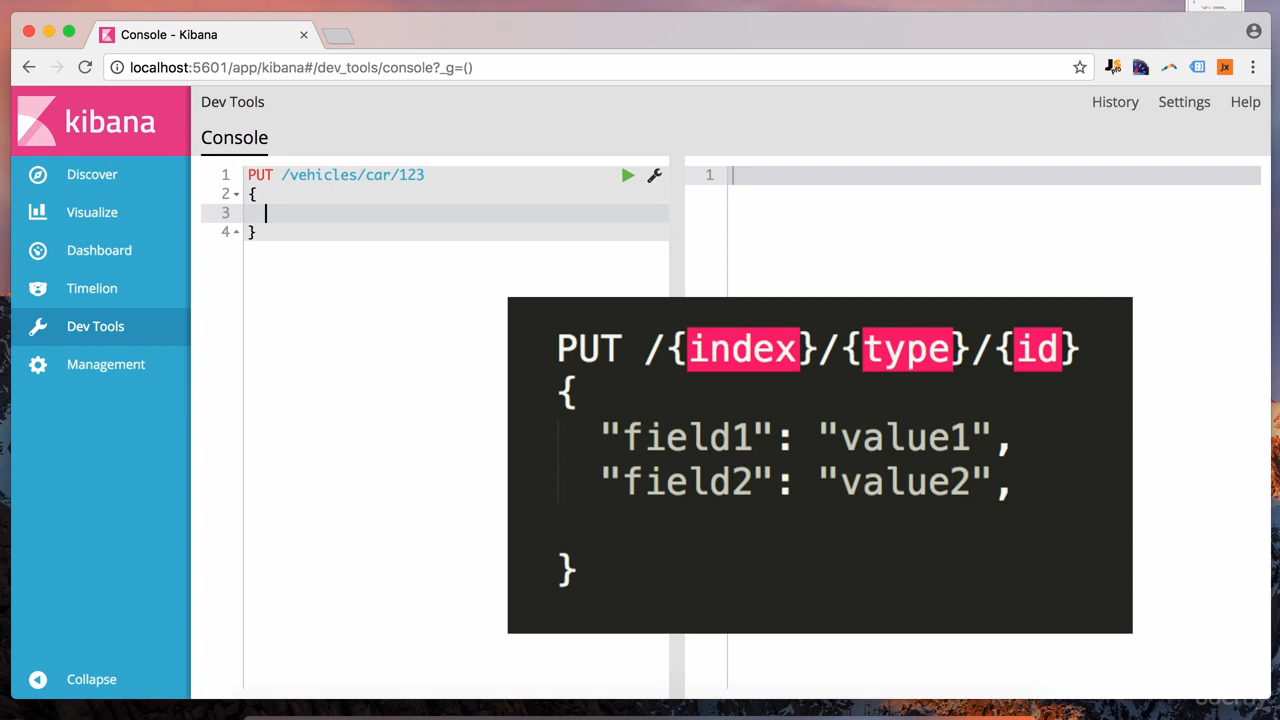 Console - Kibana
localhost:5601/app/kibana#/dev_tools/console?_g=()
kibana
Discover
Visualize
Dashboard
Timelion
Dev Tools
Management
Collapse
Dev Tools
History Settings Help
Console
1 PUT /vehicles/car/123
2 {
3
4 }
1
PUT /{index}/{type}/{id}
{
"field1": "value1",
"field2": "value2",
}